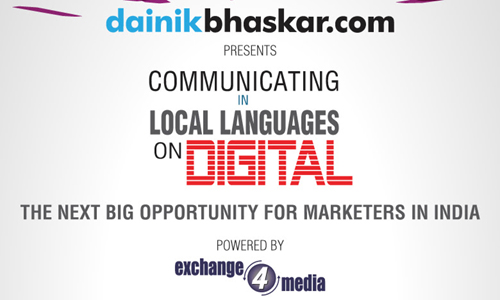 dainikbhaskar.com
PRESENTS
COMMUNICATING
IN
LOCAL LANGUAGES
ON DIGITAL
THE NEXT BIG OPPORTUNITY FOR MARKETERS IN INDIA
POWERED BY
exchange4media